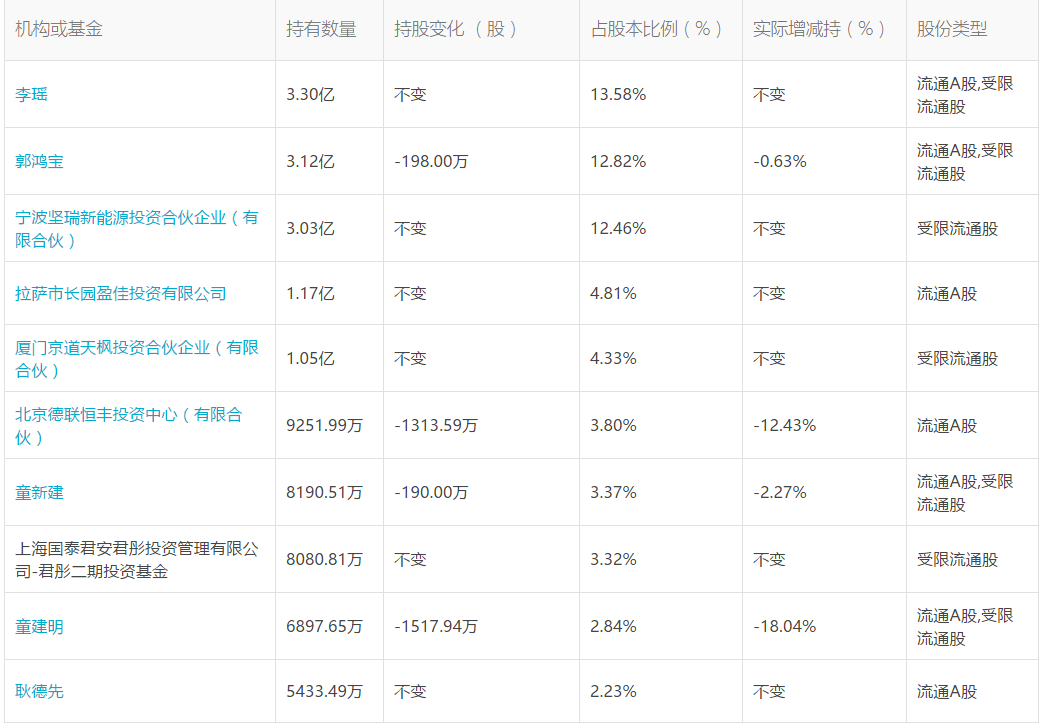 机构或基金 持有数量 持股变化 （股） 占股本比例（%） 实际增减持（%） 股份类型
李瑶 3.30亿 不变 13.58% 不变 流通A股,受限
流通股
郭鸿宝 3.12亿 -198.00万 12.82% -0.63% 流通A股,受限
流通股
宁波坚瑞新能源投资合伙企业（有
限合伙） 3.03亿 不变 12.46% 不变 受限流通股
拉萨市长园盈佳投资有限公司 1.17亿 不变 4.81% 不变 流通A股
厦门京道天枫投资合伙企业（有限
合伙） 1.05亿 不变 4.33% 不变 受限流通股
北京德联恒丰投资中心（有限合
伙） 9251.99万 -1313.59万 3.80% -12.43% 流通A股
童新建 8190.51万 -190.00万 3.37% -2.27% 流通A股,受限
流通股
上海国泰君安君彤投资管理有限公
司-君彤二期投资基金 8080.81万 不变 3.32% 不变 受限流通股
童建明 6897.65万 -1517.94万 2.84% -18.04% 流通A股,受限
流通股
耿德先 5433.49万 不变 2.23% 不变 流通A股